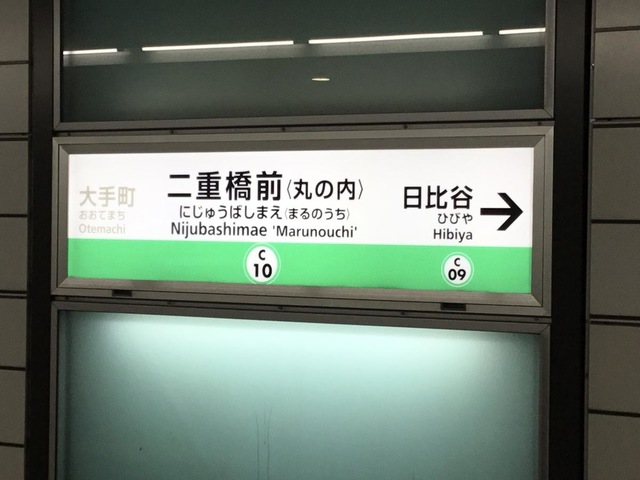 大手町
おおてまち
Otemachi
二重橋前〈丸の内〉
にじゅうばしまえ(まるのうち)
Nijubashimae 'Marunouchi'
C
10
日比谷
ひびや
Hibiya
C
09